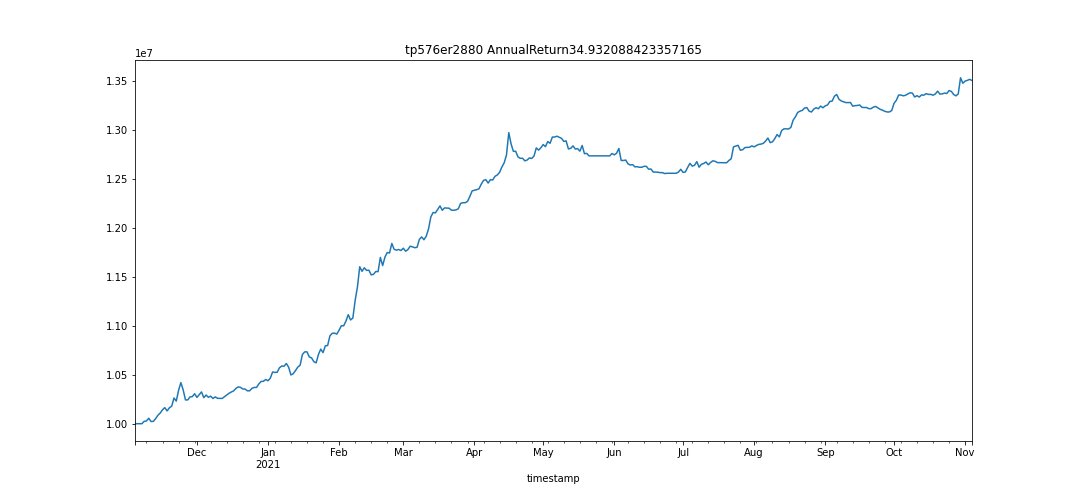 tp576er2880 AnnualReturn34.932088423357165
1e7
1.35
1.30
1.25
1.20
1.15
1.10
1.05
1.00
Dec Jan Feb Mar Apr May Jun Jul Aug Sep Oct Nov
2021
timestamp